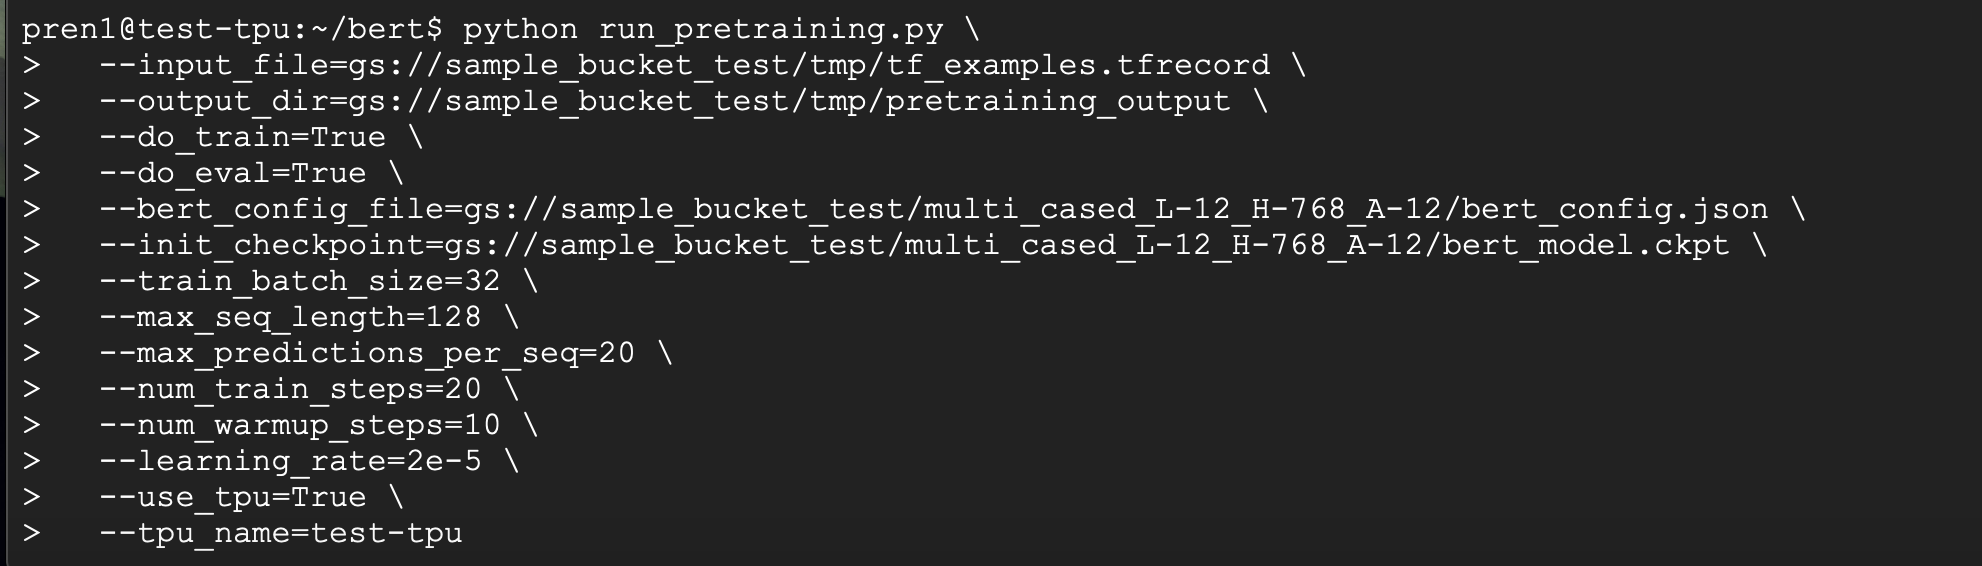 pren1@test-tpu:~/bert$ python run_pretraining.py \
>   --input_file=gs://sample_bucket_test/tmp/tf_examples.tfrecord \
>   --output_dir=gs://sample_bucket_test/tmp/pretraining_output \
>   --do_train=True \
>   --do_eval=True \
>   --bert_config_file=gs://sample_bucket_test/multi_cased_L-12_H-768_A-12/bert_config.json \
>   --init_checkpoint=gs://sample_bucket_test/multi_cased_L-12_H-768_A-12/bert_model.ckpt \
>   --train_batch_size=32 \
>   --max_seq_length=128 \
>   --max_predictions_per_seq=20 \
>   --num_train_steps=20 \
>   --num_warmup_steps=10 \
>   --learning_rate=2e-5 \
>   --use_tpu=True \
>   --tpu_name=test-tpu